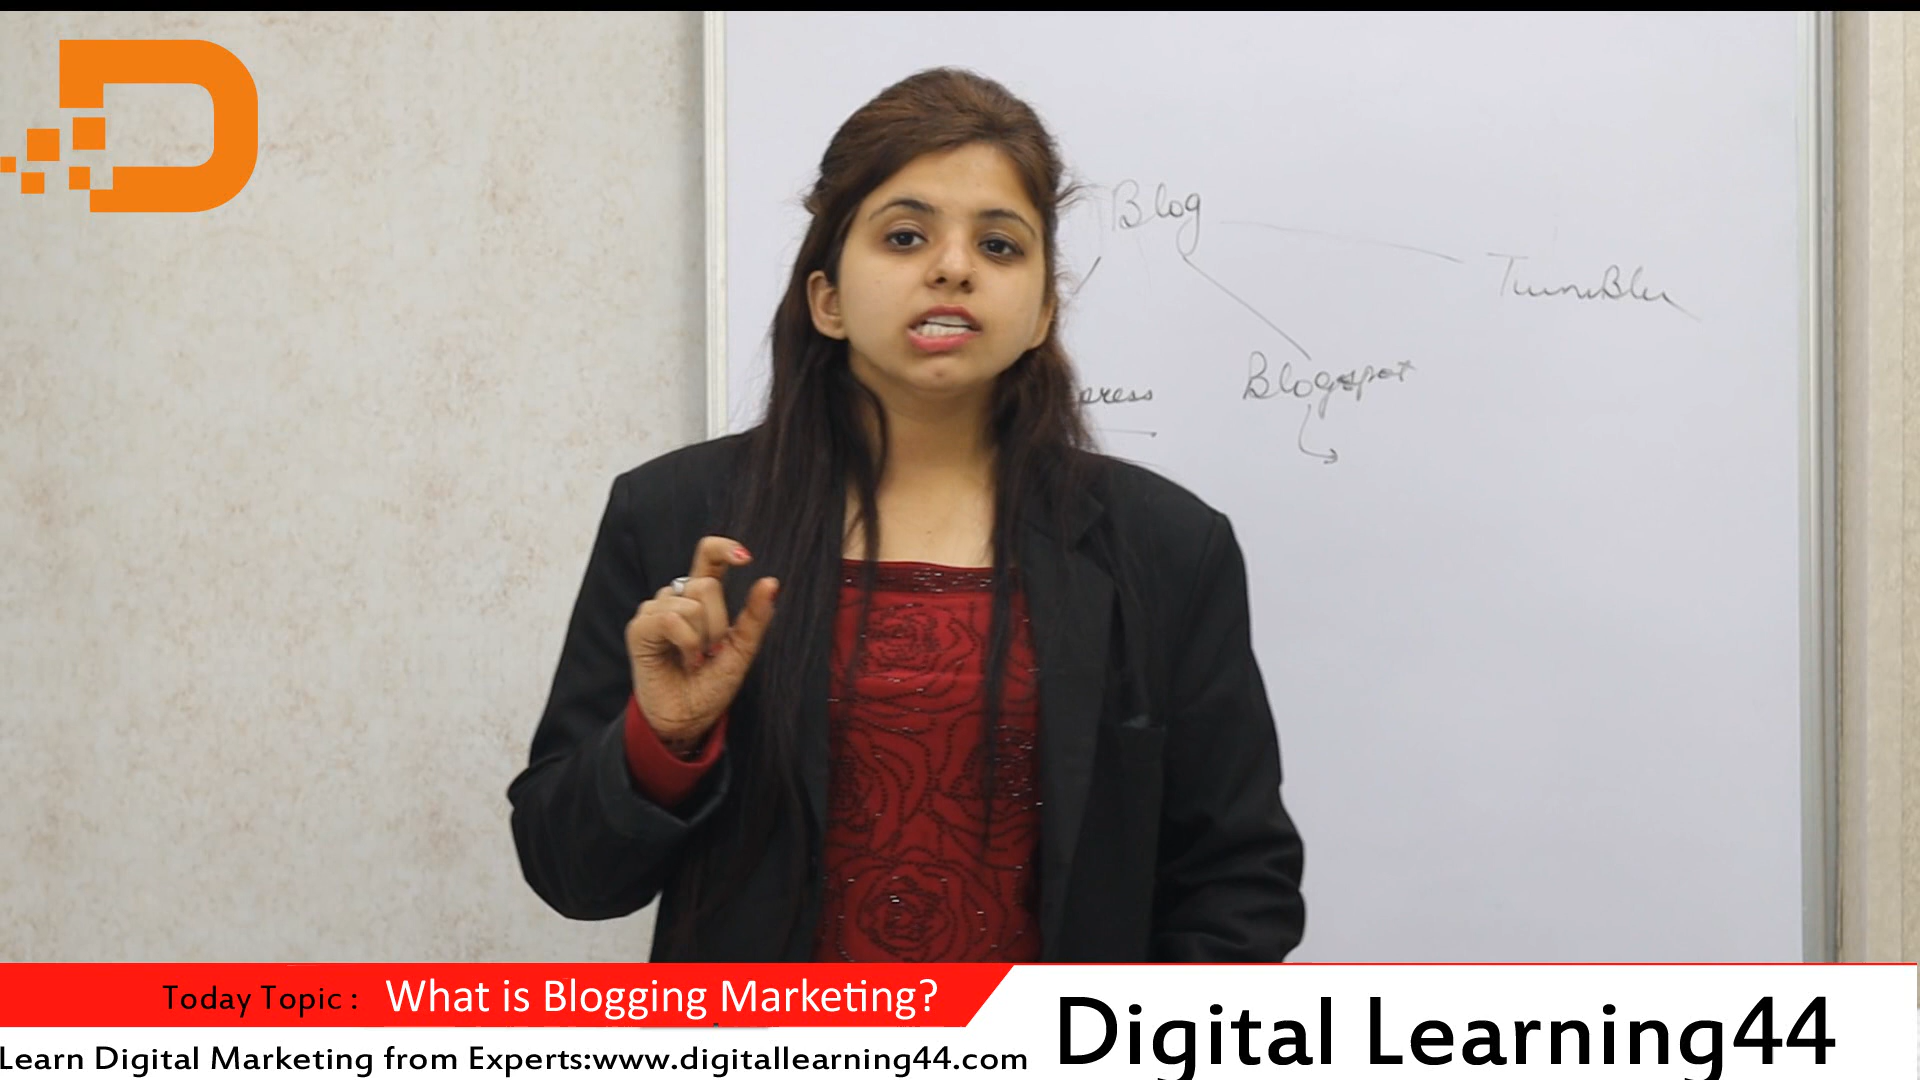 Blog
TumBlr
press
Blogspot
Today Topic : What is Blogging Marketing?
Learn Digital Marketing from Experts:www.digitallearning44.com
Digital Learning44